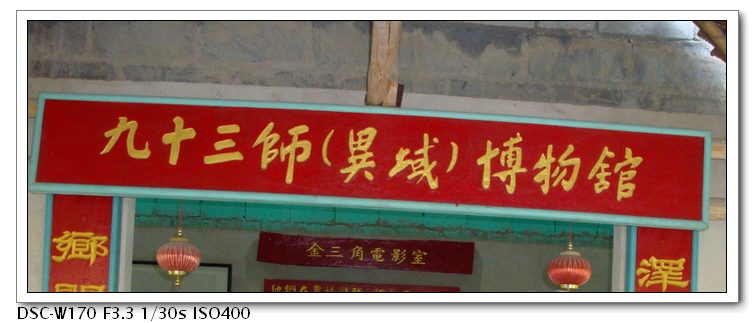 九十三師(異域)博物館
金三角電影室
鄉
澤
DSC-W170 F3.3 1/30s ISO400